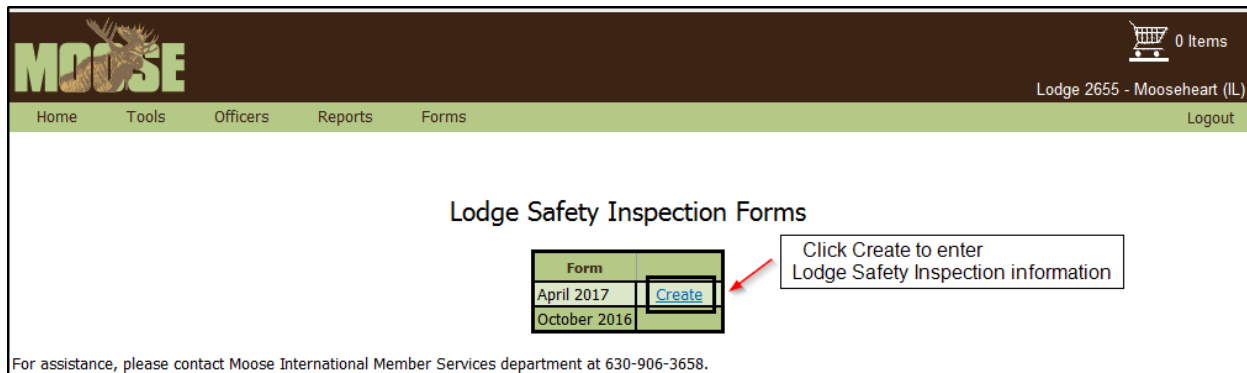 MOOSE
0 Items
Lodge 2655 - Mooseheart (IL)
Home Tools Officers Reports Forms Logout
Lodge Safety Inspection Forms
Click Create to enter
Lodge Safety Inspection information
Form
April 2017 Create
October 2016
For assistance, please contact Moose International Member Services department at 630-906-3658.